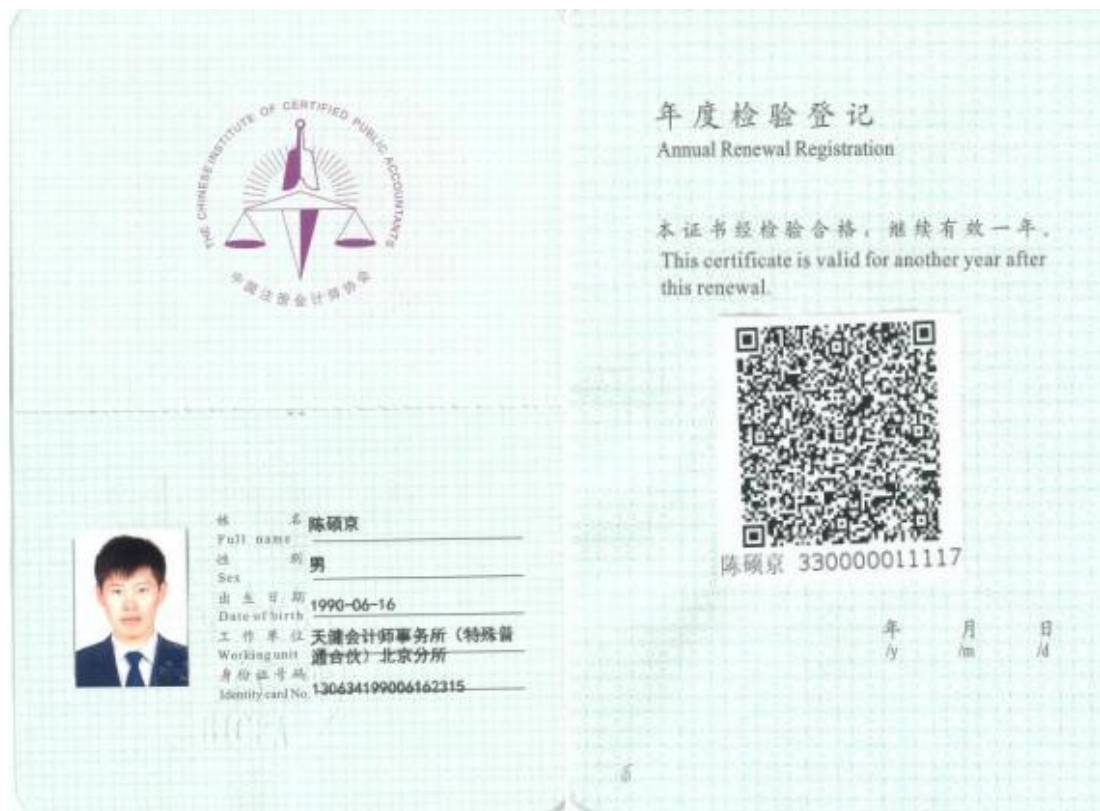 THE CHINESE INSTITUTE OF CERTIFIED PUBLIC ACCOUNTANTS
中国注册会计师协会
姓 名 陈硕京
Full name
性 别 男
Sex
出 生 日 期 1990-06-16
Date of birth
工 作 单 位 天健会计师事务所（特殊普
Working unit 通合伙）北京分所
身 份 证 号 码
Identity card No. 130634199006162315
年度检验登记
Annual Renewal Registration
本证书经检验合格，继续有效一年。
This certificate is valid for another year after
this renewal.
陈硕京 330000011117
年 月 日
/y /m /d